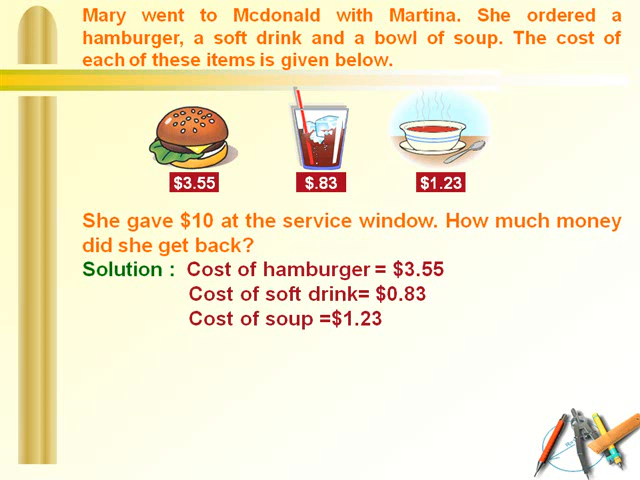 Mary went to Mcdonald with Martina. She ordered a
hamburger, a soft drink and a bowl of soup. The cost of
each of these items is given below.
$3.55 $.83 $1.23
She gave $10 at the service window. How much money
did she get back?
Solution : Cost of hamburger = $3.55
Cost of soft drink= $0.83
Cost of soup =$1.23